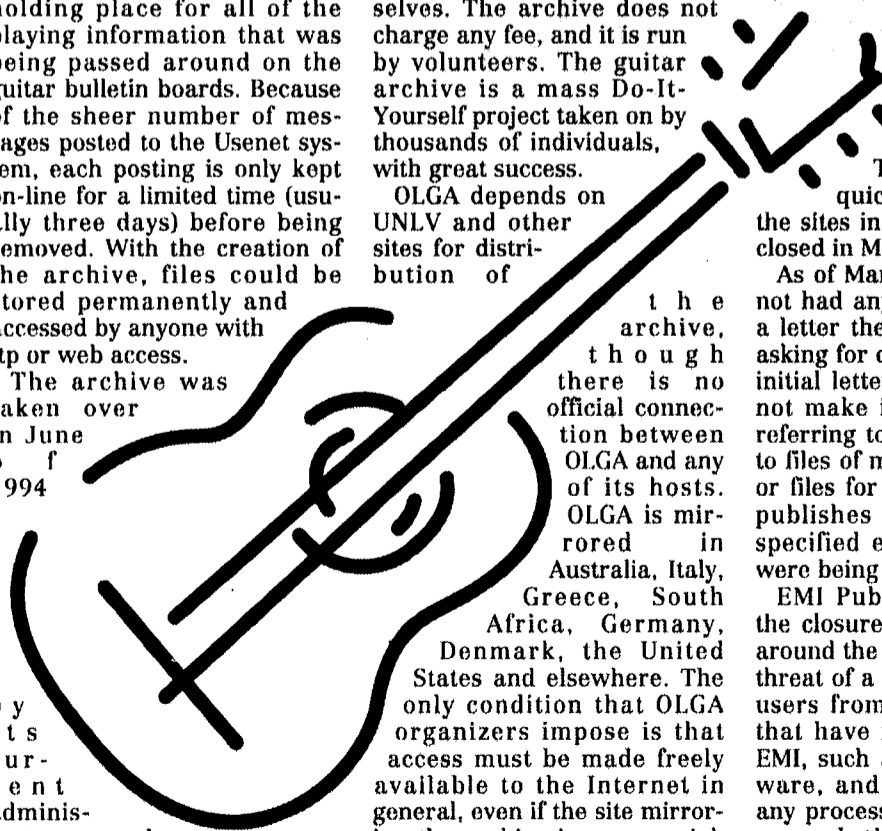 holding place for all of the
playing information that was
being passed around on the
guitar bulletin boards. Because
of the sheer number of mes-
sages posted to the Usenet sys-
tem, each posting is only kept
on-line for a limited time (usu-
ally three days) before being
removed. With the creation of
the archive, files could be
stored permanently and
accessed by anyone with
ftp or web access.
The archive was
taken over
in June
f
1994
y
ts
ur-
ent
adminis-
selves. The archive does not
charge any fee, and it is run
by volunteers. The guitar
archive is a mass Do-It-
Yourself project taken on by
thousands of individuals,
with great success.
OLGA depends on
UNLV and other
sites for distri-
bution of
the
archive,
though
there is no
official connec-
tion between
OLGA and any
of its hosts.
OLGA is mir-
rored in
Australia, Italy,
Greece, South
Africa, Germany,
Denmark, the United
States and elsewhere. The
only condition that OLGA
organizers impose is that
access must be made freely
available to the Internet in
general, even if the site mirror-
T
quic
the sites in
closed in M
As of Mar
not had an
a letter the
asking for
initial lette
not make i
referring to
to files of m
or files for
publishes
specified e
were being
EMI Pub
the closure
around the
threat of a
users from
that have
EMI, such
ware, and
any process